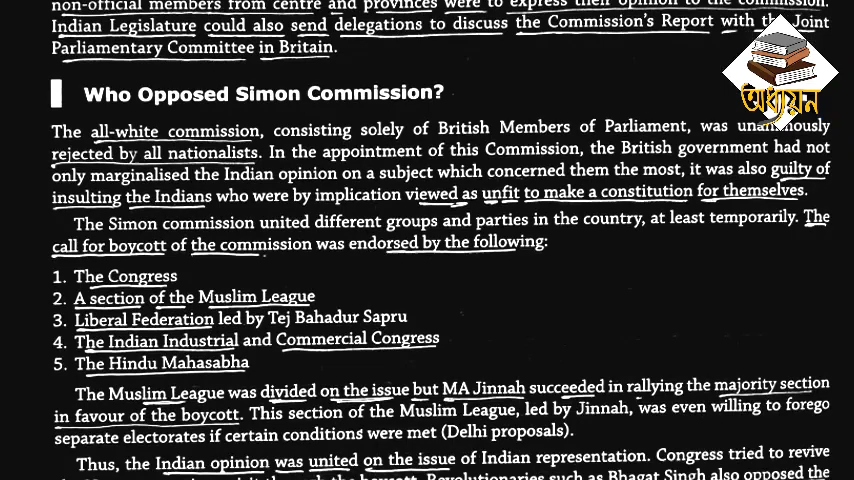 non-official members from centre and provinces were to express their opinion to the commission.
Indian Legislature could also send delegations to discuss the Commission's Report with the Joint
Parliamentary Committee in Britain.
Who Opposed Simon Commission?
The all-white commission, consisting solely of British Members of Parliament, was unanimously
rejected by all nationalists. In the appointment of this Commission, the British government had not
only marginalised the Indian opinion on a subject which concerned them the most, it was also guilty of
insulting the Indians who were by implication viewed as unfit to make a constitution for themselves.
The Simon commission united different groups and parties in the country, at least temporarily. The
call for boycott of the commission was endorsed by the following:
1. The Congress
2. A section of the Muslim League
3. Liberal Federation led by Tej Bahadur Sapru
4. The Indian Industrial and Commercial Congress
5. The Hindu Mahasabha
The Muslim League was divided on the issue but MA Jinnah succeeded in rallying the majority section
in favour of the boycott. This section of the Muslim League, led by Jinnah, was even willing to forego
separate electorates if certain conditions were met (Delhi proposals).
Thus, the Indian opinion was united on the issue of Indian representation. Congress tried to revive
the boycott. Revolutionaries such as Bhagat Singh also opposed the
অধ্যয়ন